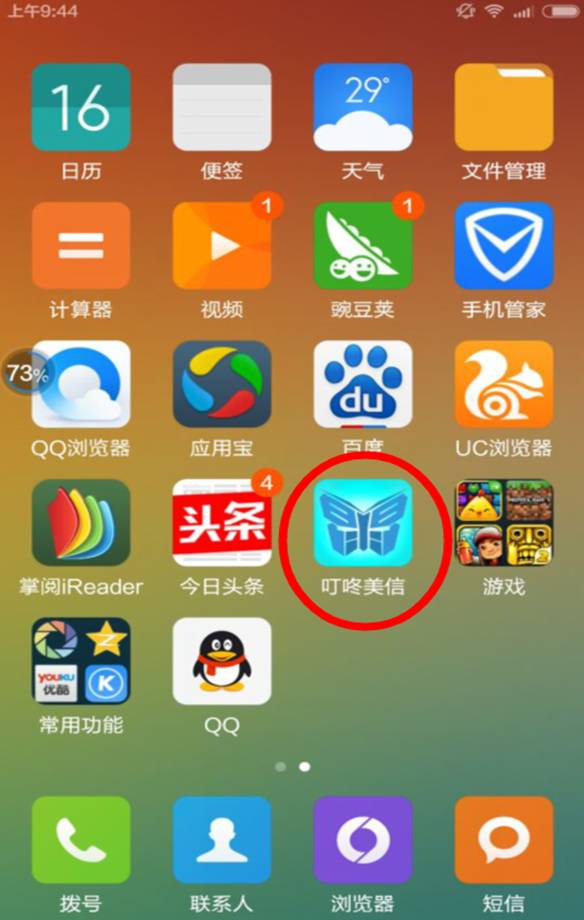 上午9:44
16
29°
日历
便签
天气
文件管理
1
1
计算器
视频
豌豆荚
手机管家
73%
du
QQ浏览器
应用宝
百度
UC浏览器
4
头条
掌阅iReader
今日头条
叮咚美信
游戏
YOUKU
优酷
K
常用功能
QQ
拨号
联系人
浏览器
短信